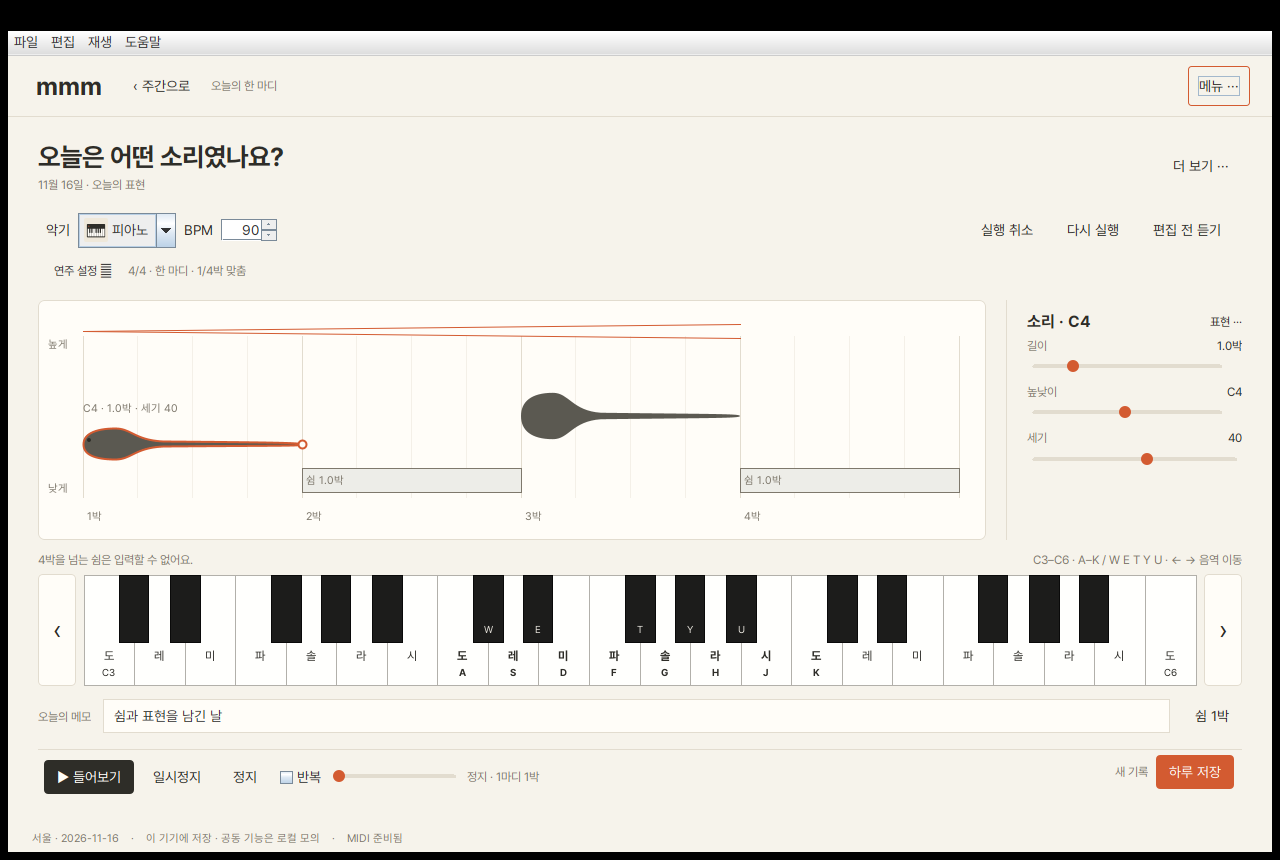 파일 편집 재생 도움말
mmm ‹ 주간으로 오늘의 한 마디 메뉴 ···
오늘은 어떤 소리였나요?
11월 16일 · 오늘의 표현
더 보기 ···
악기 피아노 BPM 90 실행 취소 다시 실행 편집 전 듣기
연주 설정 4/4 · 한 마디 · 1/4박 맞춤
높게
C4 · 1.0박 · 세기 40
쉼 1.0박 쉼 1.0박
낮게
1박 2박 3박 4박
소리 · C4 표현 ···
길이 1.0박
높낮이 C4
세기 40
4박을 넘는 쉼은 입력할 수 없어요. C3–C6 · A–K / W E T Y U · ← → 음역 이동
W E T Y U
‹ ›
도 레 미 파 솔 라 시 도 레 미 파 솔 라 시 도 레 미 파 솔 라 시 도
C3 A S D F G H J K C6
오늘의 메모 쉼과 표현을 남긴 날 쉼 1박
▶ 들어보기 일시정지 정지 반복 정지 · 1마디 1박 새 기록 하루 저장
서울 · 2026-11-16 · 이 기기에 저장 · 공동 기능은 로컬 모의 · MIDI 준비됨